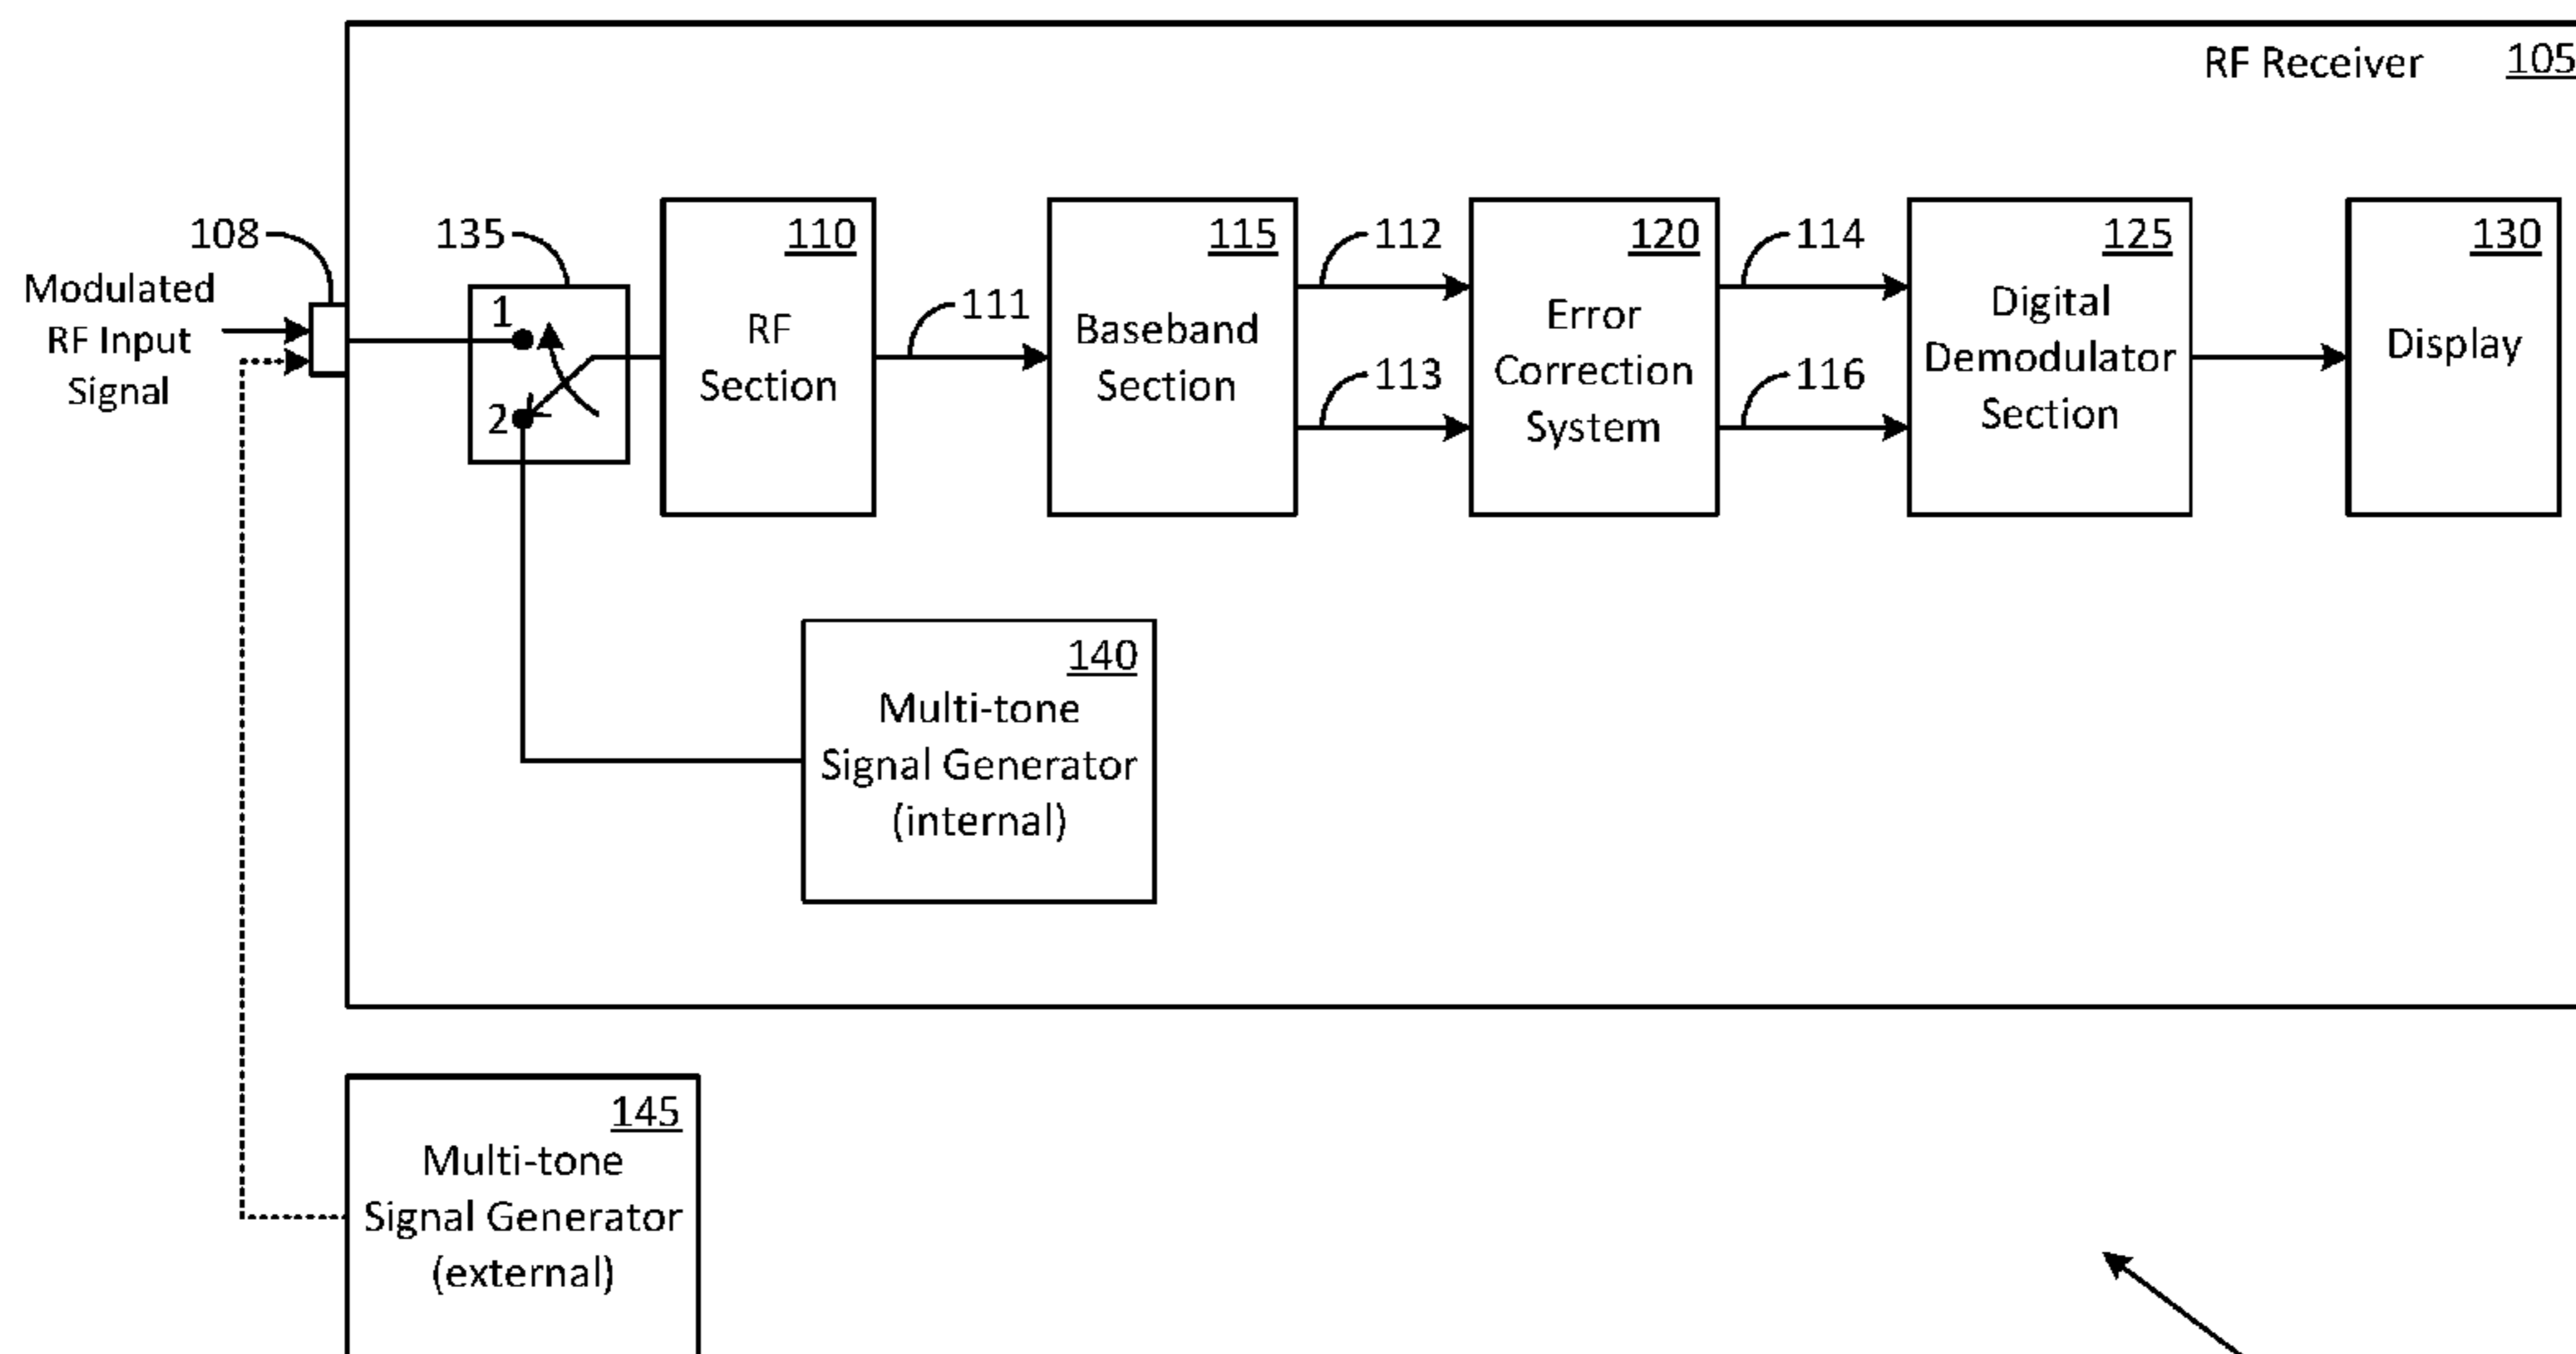 RF Receiver 105
108
Modulated
RF Input
Signal
135
1
2
110
RF
Section
111
115
Baseband
Section
112
113
120
Error
Correction
System
114
116
125
Digital
Demodulator
Section
130
Display
140
Multi-tone
Signal Generator
(internal)
145
Multi-tone
Signal Generator
(external)